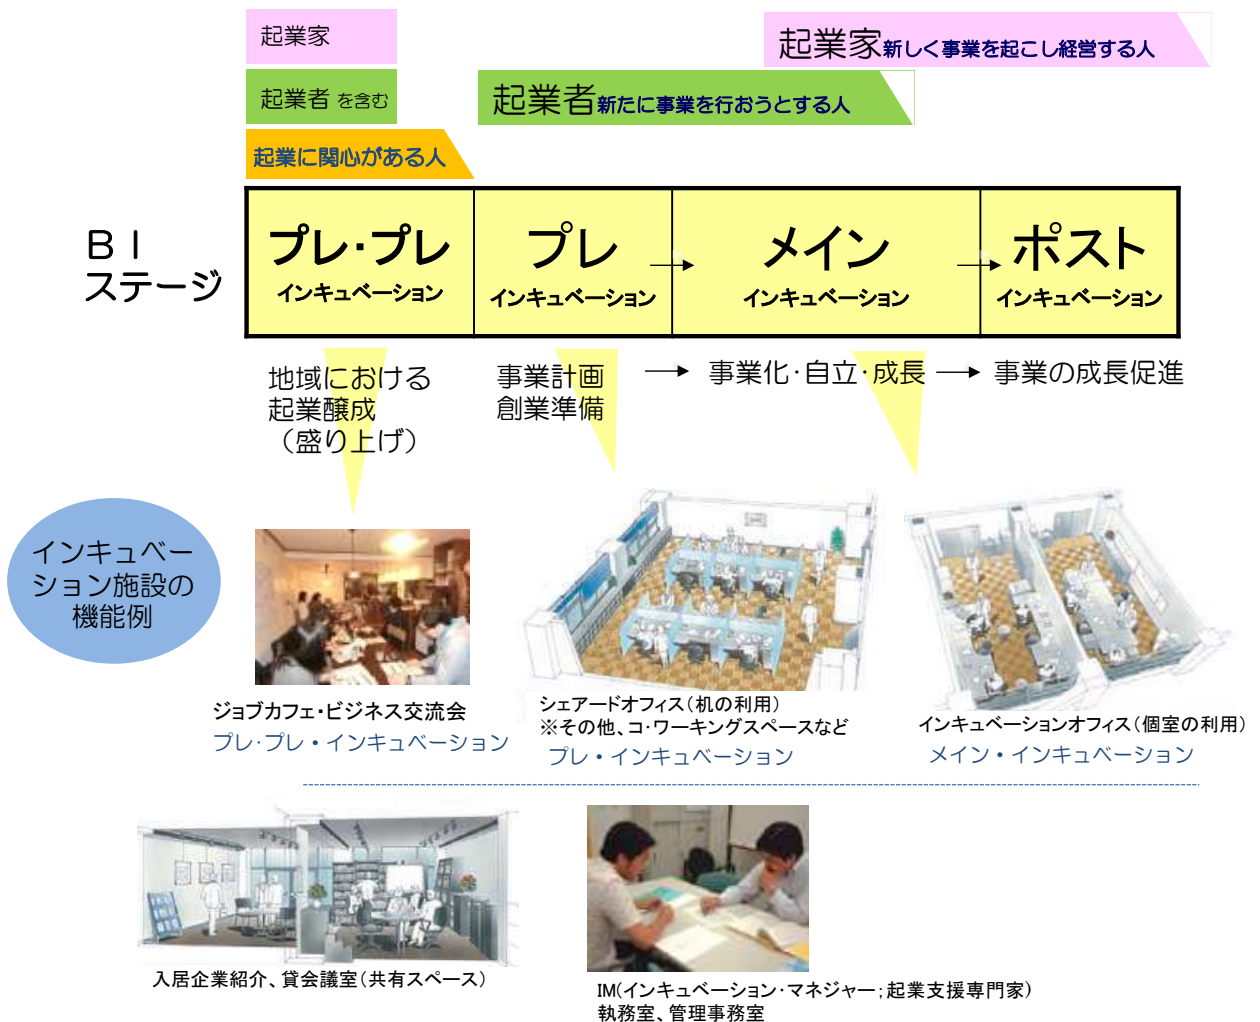 起業家
起業家新しく事業を起こし経営する人
起業者 を含む
起業者新たに事業を行おうとする人
起業に関心がある人
BI
ステージ
プレ・プレ
インキュベーション
プレ
インキュベーション
→
メイン
インキュベーション
→
ポスト
インキュベーション
地域における
起業醸成
（盛り上げ）
事業計画
創業準備
→
事業化・自立・成長
→
事業の成長促進
インキュベー
ション施設の
機能例
ジョブカフェ・ビジネス交流会
プレ・プレ・インキュベーション
シェアードオフィス（机の利用）
※その他、コ・ワーキングスペースなど
プレ・インキュベーション
インキュベーションオフィス（個室の利用）
メイン・インキュベーション
入居企業紹介、貸会議室（共有スペース）
IM(インキュベーション・マネジャー；起業支援専門家)
執務室、管理事務室